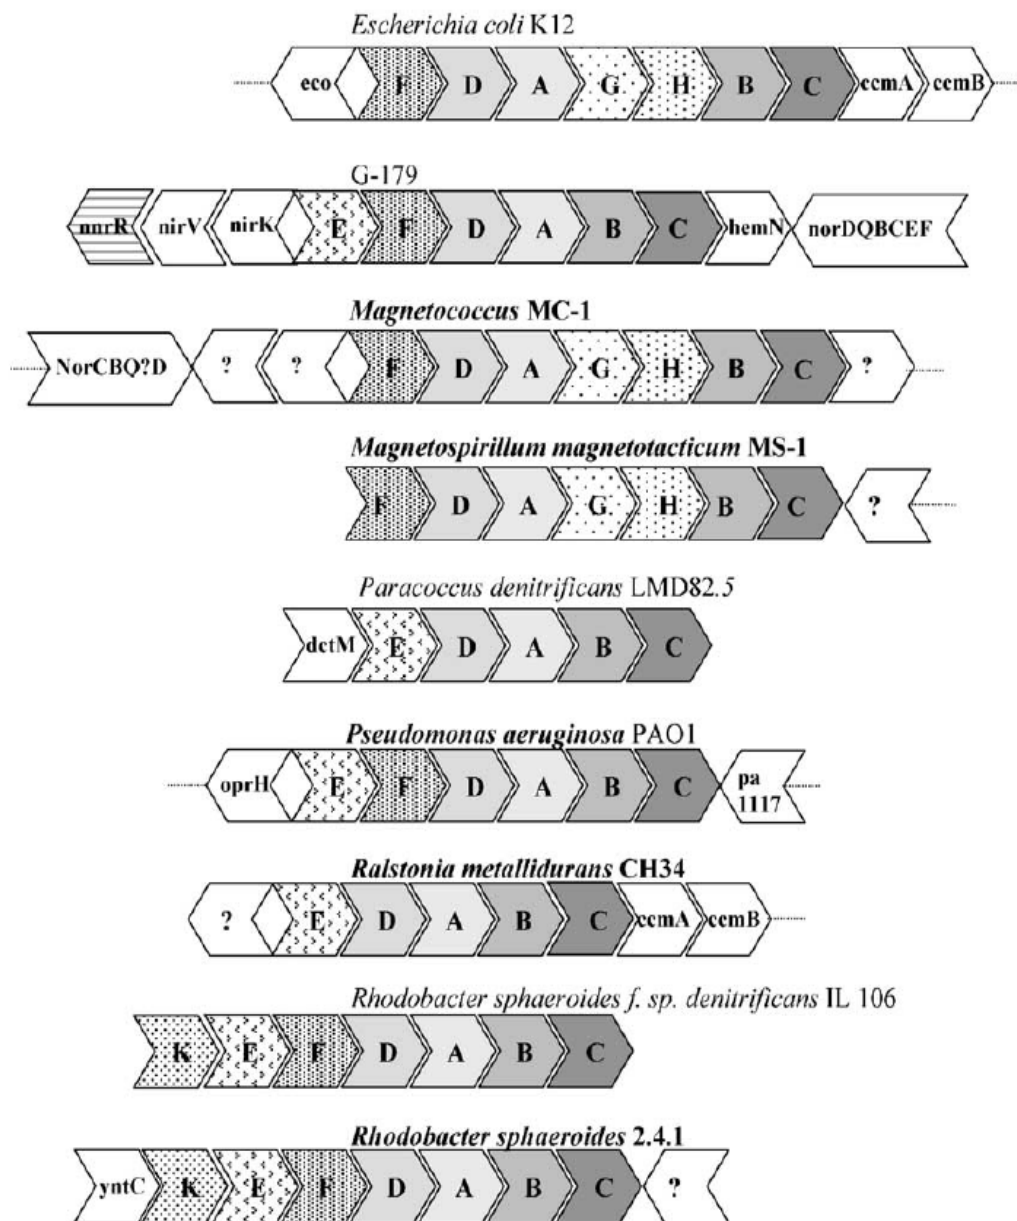 Escherichia coli K12
eco F D A G H B C ccmA ccmB
G-179
nnrR nirV nirK E F D A B C hemN norDQBCEF
Magnetococcus MC-1
NorCBQ?D ? ? F D A G H B C ?
Magnetospirillum magnetotacticum MS-1
F D A G H B C ?
Paracoccus denitrificans LMD82.5
dctM E D A B C
Pseudomonas aeruginosa PAO1
oprH E F D A B C pa
1117
Ralstonia metallidurans CH34
? E D A B C ccmA ccmB
Rhodobacter sphaeroides f. sp. denitrificans IL 106
K E F D A B C
Rhodobacter sphaeroides 2.4.1
yntC K E F D A B C ?